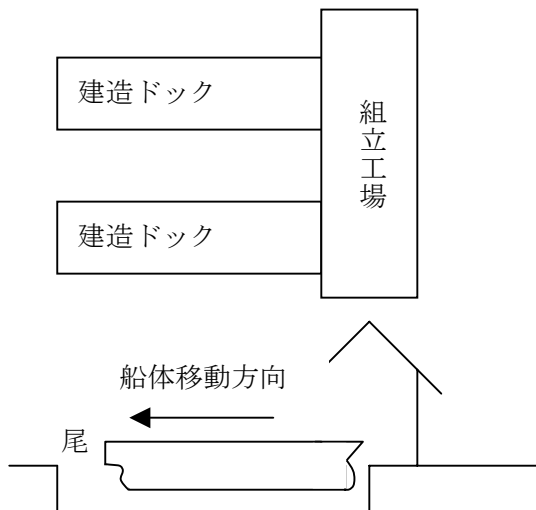 建造ドック
組立工場
建造ドック
船体移動方向
尾